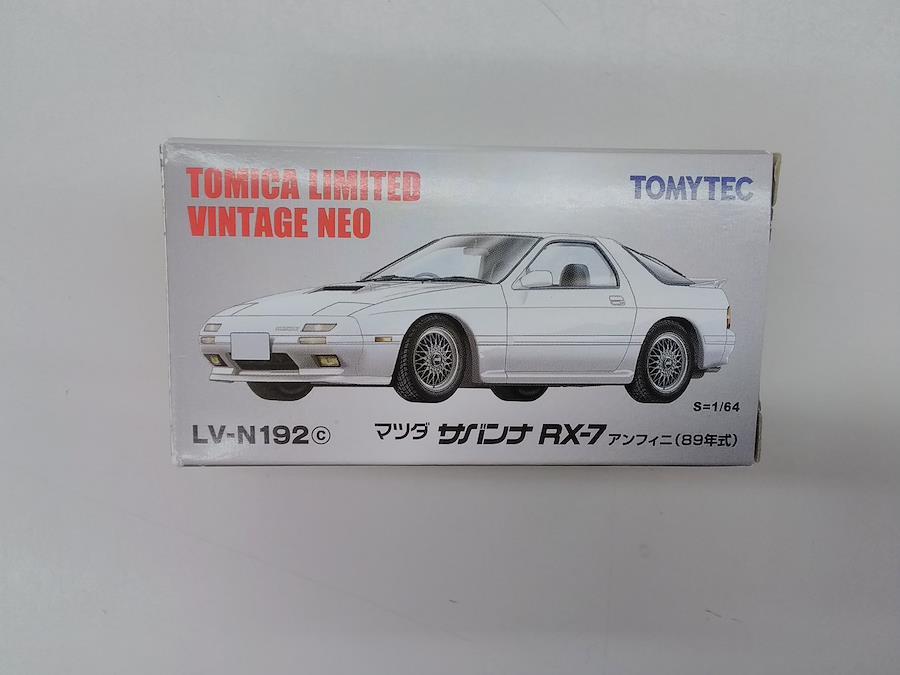 TOMICA LIMITED
VINTAGE NEO
TOMYTEC
S=1/64
LV-N192ⓒ
マツダ サバンナ RX-7 アンフィニ(89年式)